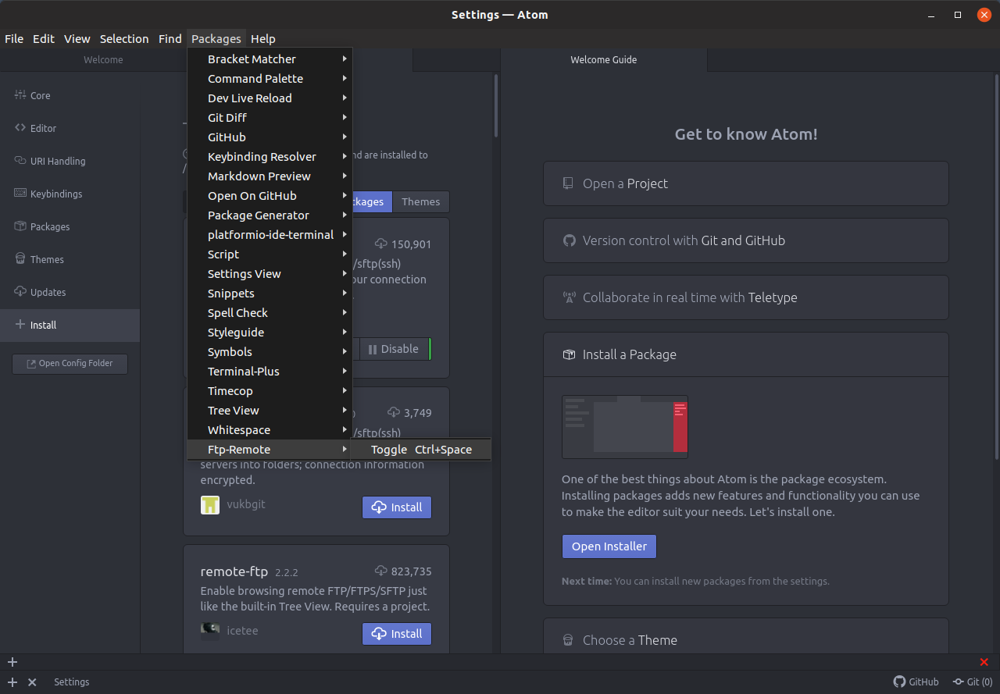 Settings — Atom
File Edit View Selection Find Packages Help
Welcome
Welcome Guide
Core
Editor
URI Handling
Keybindings
Packages
Themes
Updates
Install
Open Config Folder
Bracket Matcher
Command Palette
Dev Live Reload
Git Diff
GitHub
Keybinding Resolver
Markdown Preview
Open On GitHub
Package Generator
platformio-ide-terminal
Script
Settings View
Snippets
Spell Check
Styleguide
Symbols
Terminal-Plus
Timecop
Tree View
Whitespace
Ftp-Remote
Toggle Ctrl+Space
and are installed to
Themes
150,901
/sftp(ssh)
connection
Disable
3,749
/sftp(ssh)
servers into folders; connection information
encrypted.
vukbgit
Install
remote-ftp 2.2.2 823,735
Enable browsing remote FTP/FTPS/SFTP just
like the built-in Tree View. Requires a project.
icetee
Install
Get to know Atom!
Open a Project
Version control with Git and GitHub
Collaborate in real time with Teletype
Install a Package
One of the best things about Atom is the package ecosystem.
Installing packages adds new features and functionality you can use
to make the editor suit your needs. Let's install one.
Open Installer
Next time: You can install new packages from the settings.
Choose a Theme
Settings
GitHub
Git (0)